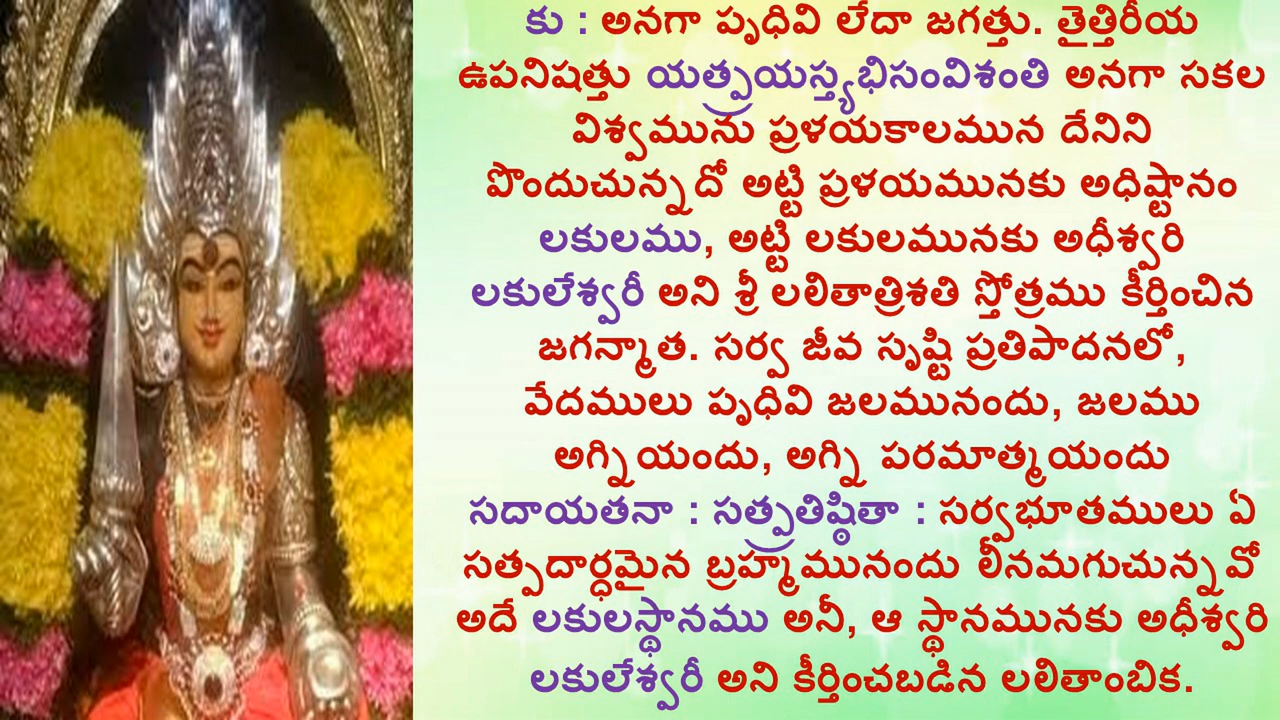 కు : అనగా పృధివి లేదా జగత్తు. తైత్తిరీయ
ఉపనిషత్తు యత్ప్రయస్త్యభిసంవిశంతి అనగా సకల
విశ్వమును ప్రళయకాలమున దేనిని
పొందుచున్నదో అట్టి ప్రళయమునకు అధిష్టానం
లకులము, అట్టి లకులమునకు అధీశ్వరి
లకులేశ్వరీ అని శ్రీ లలితాత్రిశతి స్తోత్రము కీర్తించిన
జగన్మాత. సర్వ జీవ సృష్టి ప్రతిపాదనలో,
వేదములు పృధివి జలమునందు, జలము
అగ్నియందు, అగ్ని పరమాత్మయందు
సదాయతనా : సత్ప్రతిష్ఠితా : సర్వభూతములు ఏ
సత్పదార్ధమైన బ్రహ్మమునందు లీనమగుచున్నవో
అదే లకులస్థానము అనీ, ఆ స్థానమునకు అధీశ్వరి
లకులేశ్వరీ అని కీర్తించబడిన లలితాంబిక.